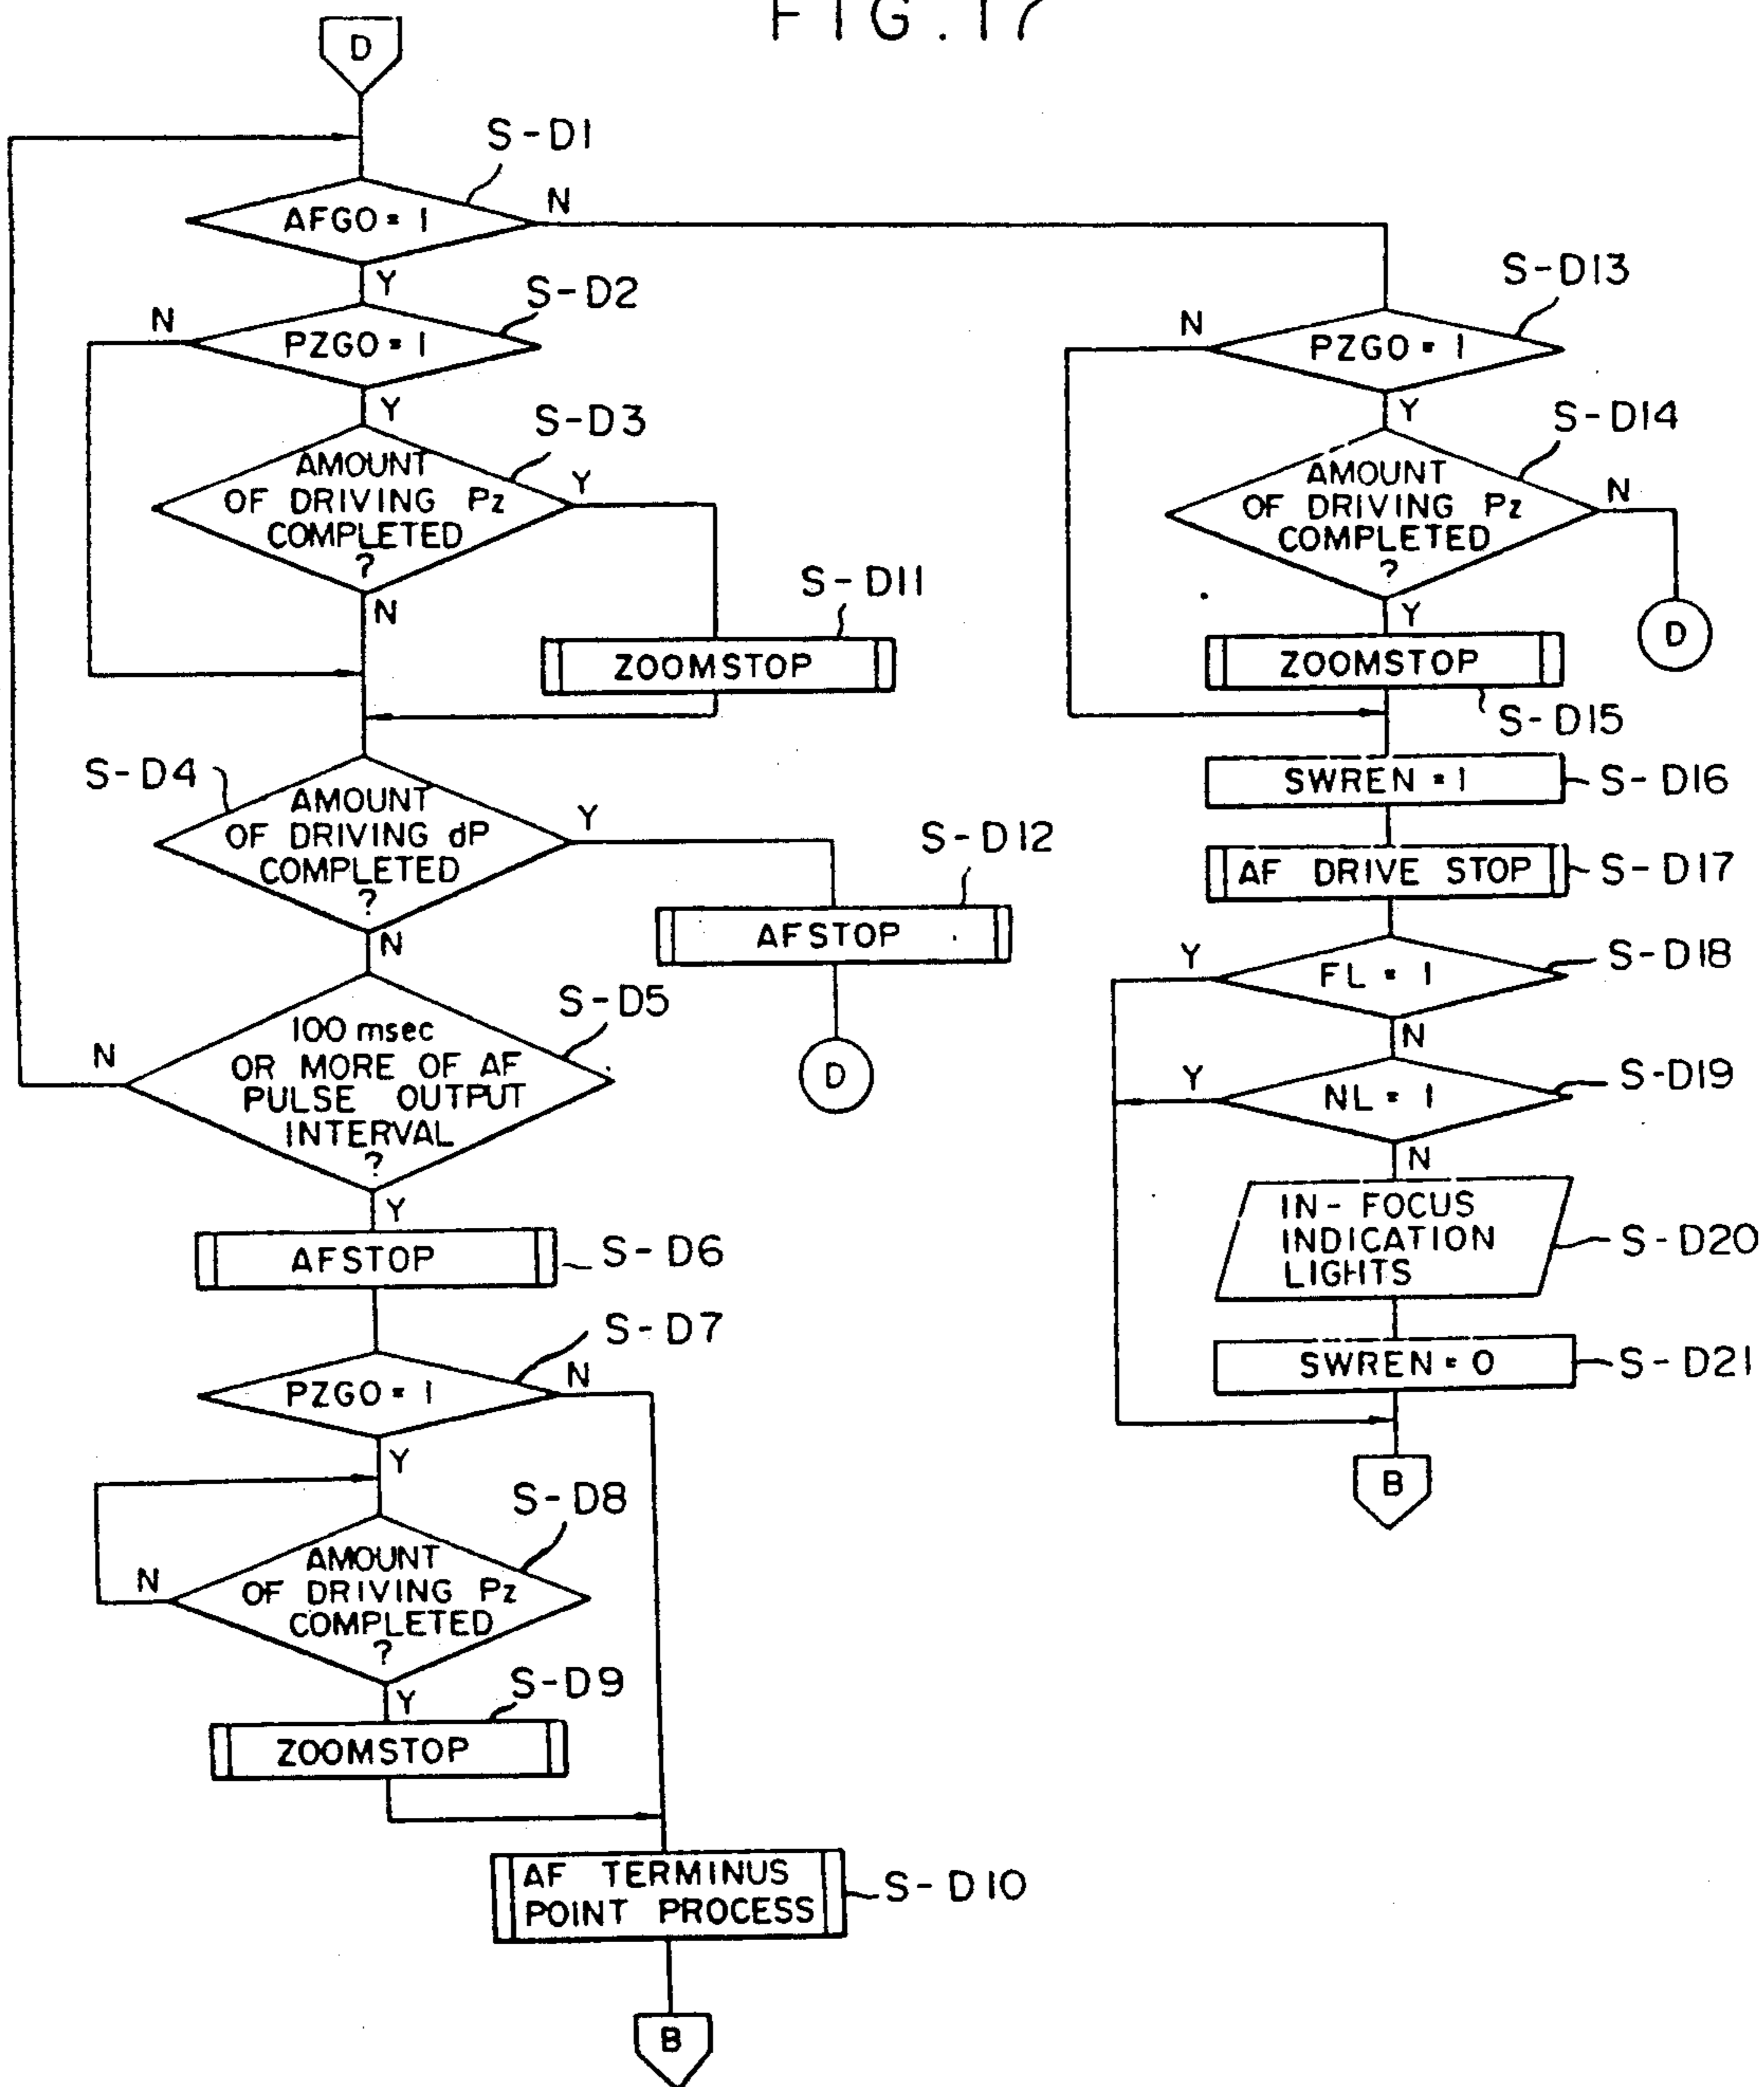 FIG. 17
D
S-D1
AFGO = 1
N
Y
S-D2
N
PZGO = 1
Y
S-D3
AMOUNT
OF DRIVING Pz
COMPLETED
?
Y
N
S-D11
ZOOMSTOP
S-D4
AMOUNT
OF DRIVING dP
COMPLETED
?
Y
N
S-D12
AFSTOP
D
S-D5
100 msec
OR MORE OF AF
PULSE OUTPUT
INTERVAL
?
N
Y
AFSTOP
S-D6
S-D7
PZGO = 1
N
Y
S-D8
AMOUNT
OF DRIVING Pz
COMPLETED
?
N
Y
S-D9
ZOOMSTOP
AF TERMINUS
POINT PROCESS
S-D10
B
S-D13
N
PZGO = 1
Y
S-D14
AMOUNT
OF DRIVING Pz
COMPLETED
?
N
D
Y
ZOOMSTOP
S-D15
SWREN = 1
S-D16
AF DRIVE STOP
S-D17
Y
FL = 1
S-D18
N
Y
NL = 1
S-D19
N
IN-FOCUS
INDICATION
LIGHTS
S-D20
SWREN = 0
S-D21
B